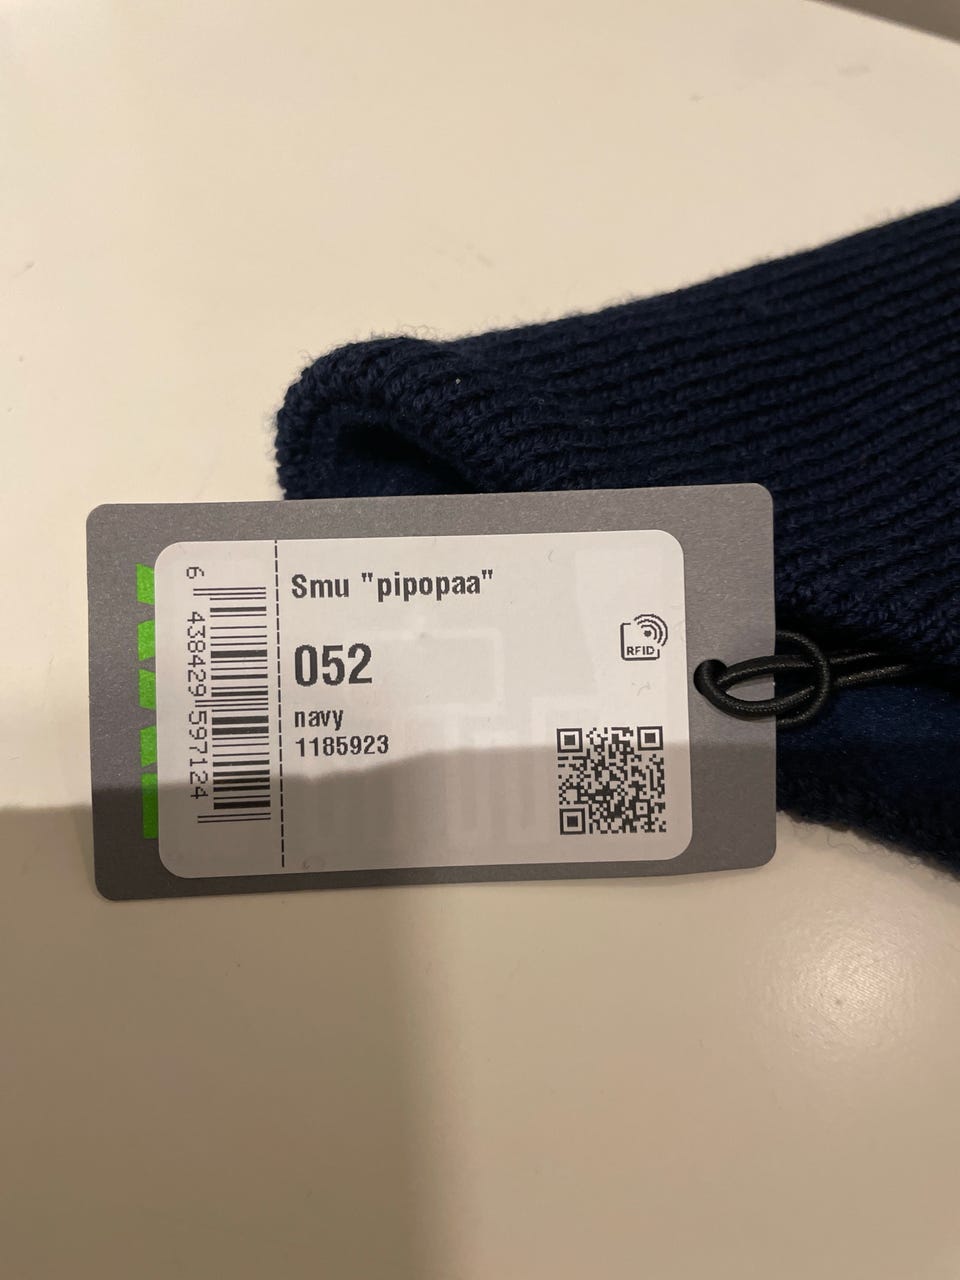 Smu "pipopaa"
052
navy
1185923
RFID
6 438429 597124